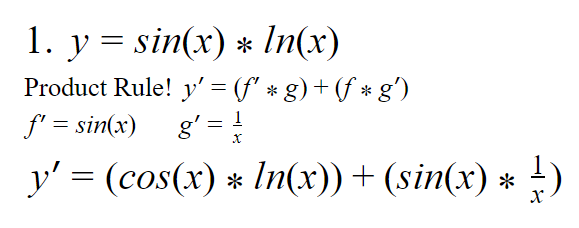 1. y = sin(x) * ln(x)
Product Rule! y′ = (f′ * g) + (f * g′)
f′ = sin(x) g′ = 1/x
y′ = (cos(x) * ln(x)) + (sin(x) * 1/x)